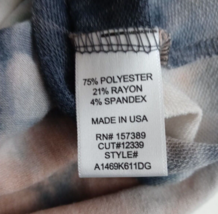 75% POLYESTER
21% RAYON
4% SPANDEX
MADE IN USA
RN# 157389
CUT#12339
STYLE#
A1469K611DG